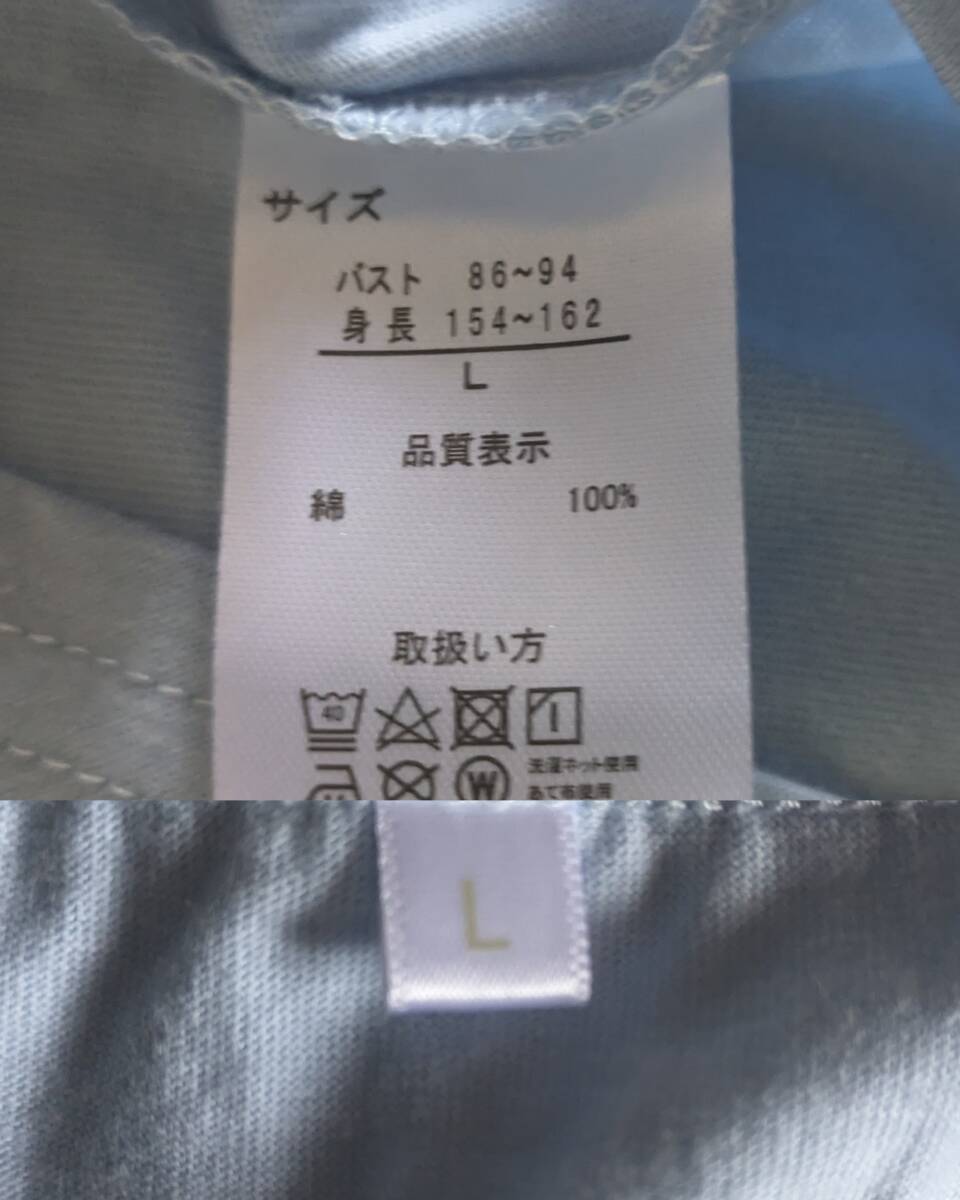 サイズ
バスト 86~94
身長 154~162
L
品質表示
綿 100%
取扱い方
40
洗濯ネット使用
W
あて布使用
L